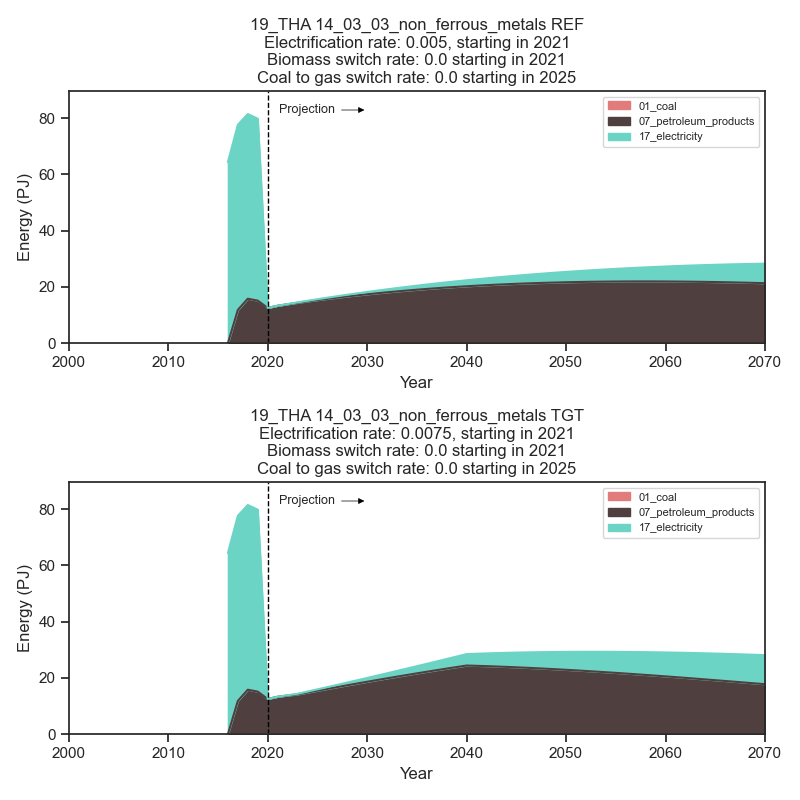 19_THA 14_03_03_non_ferrous_metals REF
Electrification rate: 0.005, starting in 2021
Biomass switch rate: 0.0 starting in 2021
Coal to gas switch rate: 0.0 starting in 2025
Projection
01_coal
07_petroleum_products
17_electricity
Energy (PJ)
80
60
40
20
0
2000 2010 2020 2030 2040 2050 2060 2070
Year
19_THA 14_03_03_non_ferrous_metals TGT
Electrification rate: 0.0075, starting in 2021
Biomass switch rate: 0.0 starting in 2021
Coal to gas switch rate: 0.0 starting in 2025
Projection
01_coal
07_petroleum_products
17_electricity
Energy (PJ)
80
60
40
20
0
2000 2010 2020 2030 2040 2050 2060 2070
Year